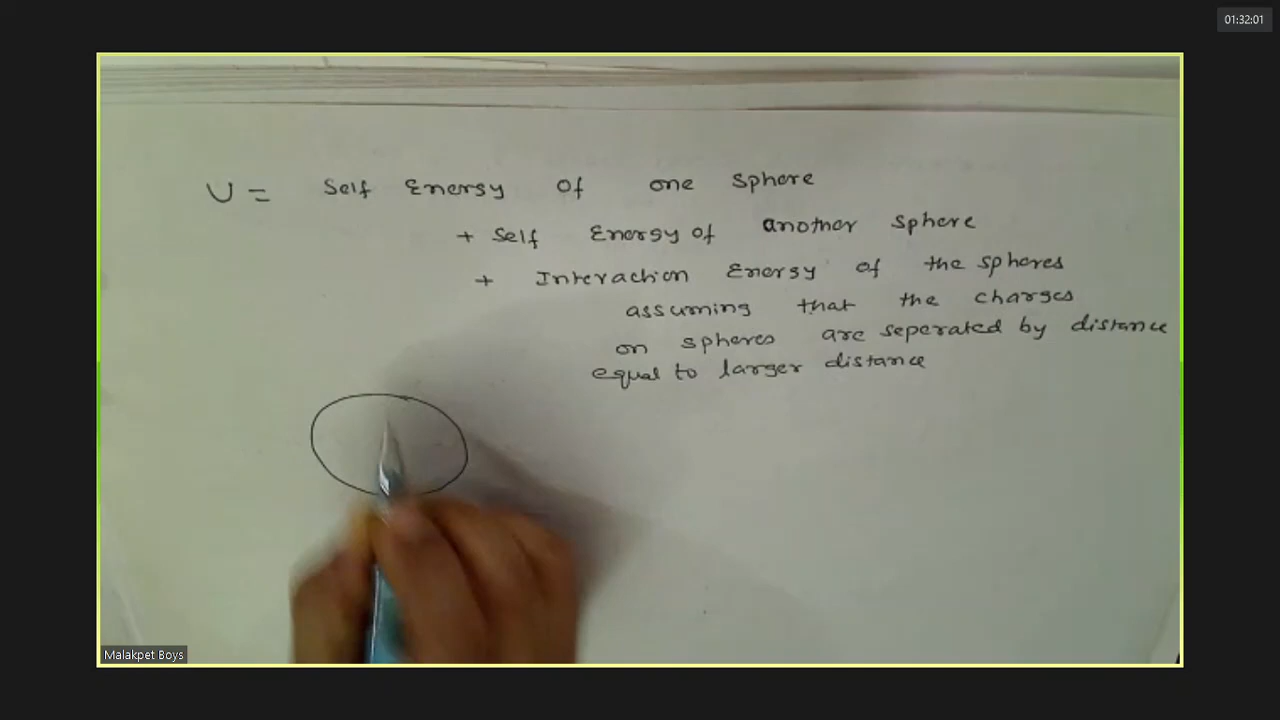 01:32:01
U = Self Energy of one sphere
+ Self Energy of another sphere
+ Interaction Energy of the spheres
assuming that the charges
on spheres are seperated by distance
equal to larger distance
Malakpet Boys